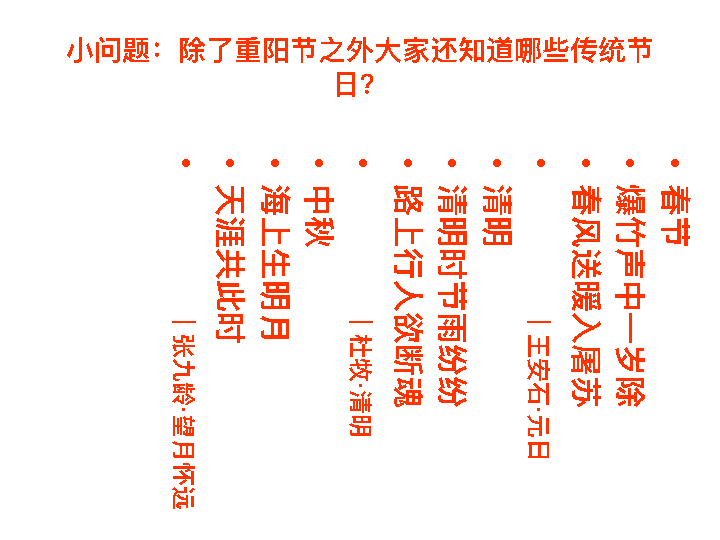 小问题：除了重阳节之外大家还知道哪些传统节
日？
• 春节
• 爆竹声中一岁除
• 春风送暖入屠苏
• —王安石·元日
• 清明
• 清明时节雨纷纷
• 路上行人欲断魂
• —杜牧·清明
• 中秋
• 海上生明月
• 天涯共此时
• —张九龄·望月怀远